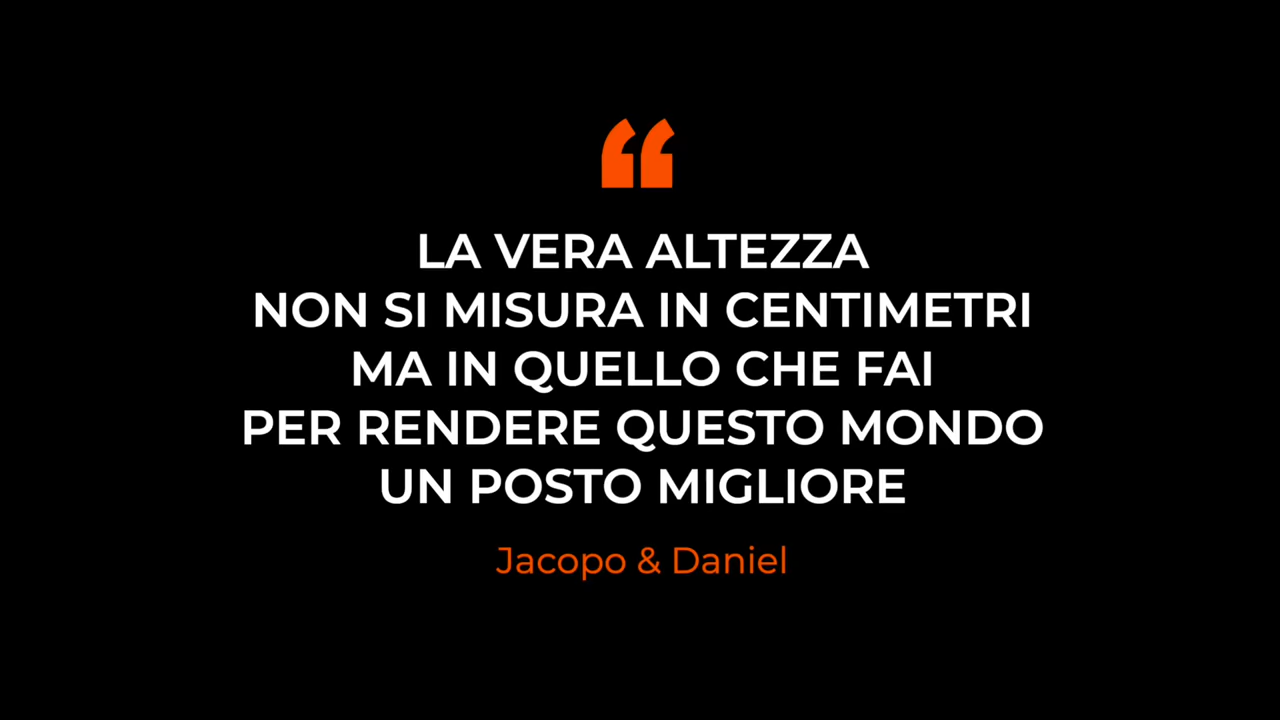 “
LA VERA ALTEZZA
NON SI MISURA IN CENTIMETRI
MA IN QUELLO CHE FAI
PER RENDERE QUESTO MONDO
UN POSTO MIGLIORE
Jacopo & Daniel